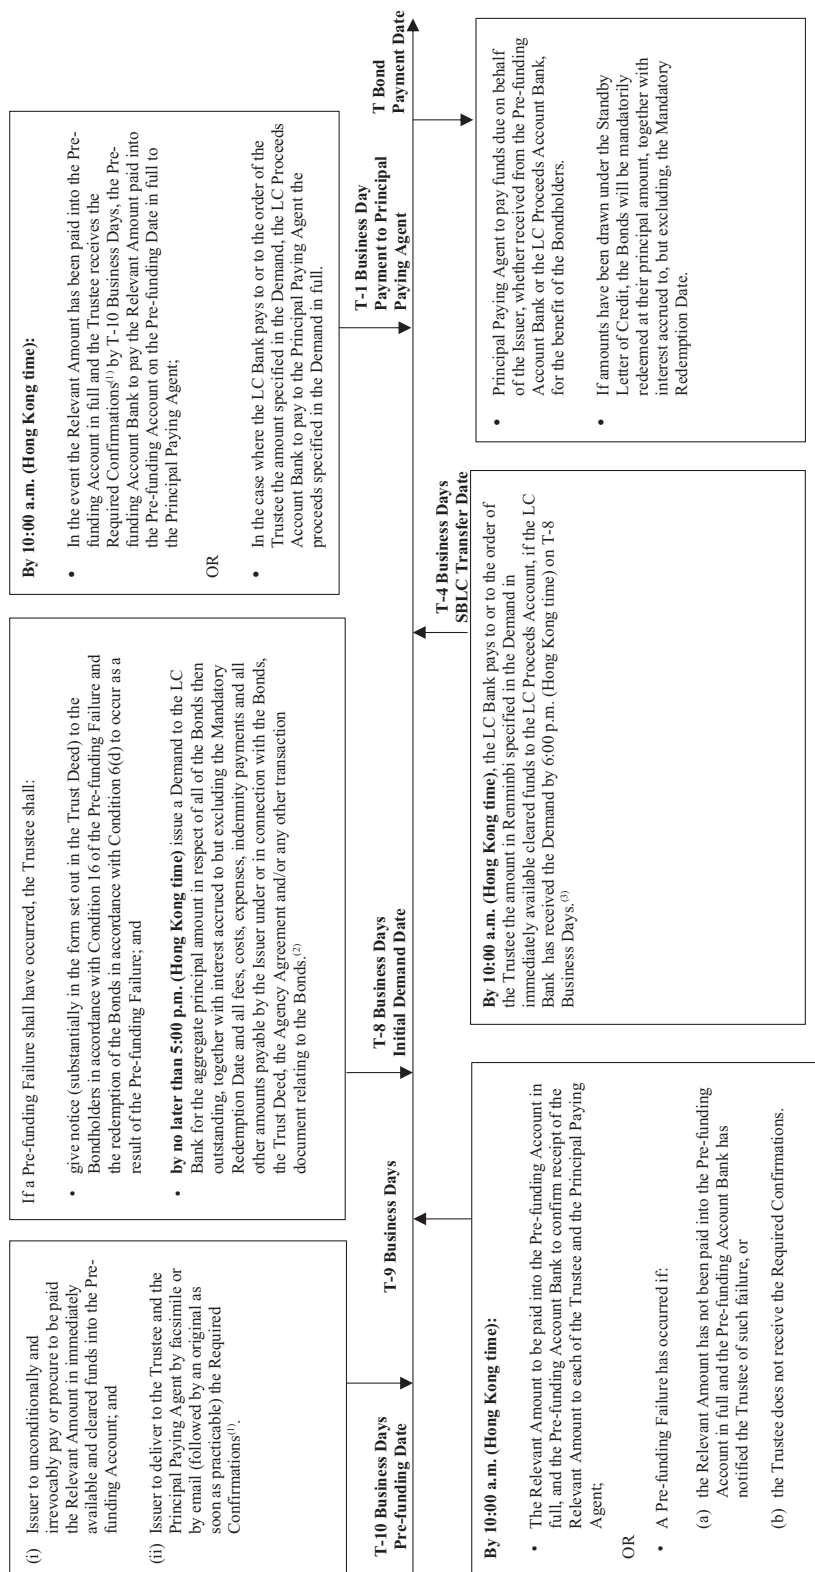 (i) Issuer to unconditionally and
irrevocably pay or procure to be paid
the Relevant Amount in immediately
available and cleared funds into the Pre-
funding Account; and
(ii) Issuer to deliver to the Trustee and the
Principal Paying Agent by facsimile or
by email (followed by an original as
soon as practicable) the Required
Confirmations(1).
If a Pre-funding Failure shall have occurred, the Trustee shall:
• give notice (substantially in the form set out in the Trust Deed) to the
Bondholders in accordance with Condition 16 of the Pre-funding Failure and
the redemption of the Bonds in accordance with Condition 6(d) to occur as a
result of the Pre-funding Failure; and
• by no later than 5:00 p.m. (Hong Kong time) issue a Demand to the LC
Bank for the aggregate principal amount in respect of all of the Bonds then
outstanding, together with interest accrued to but excluding the Mandatory
Redemption Date and all fees, costs, expenses, indemnity payments and all
other amounts payable by the Issuer under or in connection with the Bonds,
the Trust Deed, the Agency Agreement and/or any other transaction
document relating to the Bonds.(2)
By 10:00 a.m. (Hong Kong time):
• In the event the Relevant Amount has been paid into the Pre-
funding Account in full and the Trustee receives the
Required Confirmations(1) by T-10 Business Days, the Pre-
funding Account Bank to pay the Relevant Amount paid into
the Pre-funding Account on the Pre-funding Date in full to
the Principal Paying Agent;
OR
• In the case where the LC Bank pays to or to the order of the
Trustee the amount specified in the Demand, the LC Proceeds
Account Bank to pay to the Principal Paying Agent the
proceeds specified in the Demand in full.
T-10 Business Days
Pre-funding Date
T-9 Business Days
T-8 Business Days
Initial Demand Date
T-4 Business Days
SBLC Transfer Date
T-1 Business Day
Payment to Principal
Paying Agent
T Bond
Payment Date
By 10:00 a.m. (Hong Kong time):
• The Relevant Amount to be paid into the Pre-funding Account in
full, and the Pre-funding Account Bank to confirm receipt of the
Relevant Amount to each of the Trustee and the Principal Paying
Agent;
OR
• A Pre-funding Failure has occurred if:
(a) the Relevant Amount has not been paid into the Pre-funding
Account in full and the Pre-funding Account Bank has
notified the Trustee of such failure, or
(b) the Trustee does not receive the Required Confirmations.
By 10:00 a.m. (Hong Kong time), the LC Bank pays to or to the order of
the Trustee the amount in Renminbi specified in the Demand in
immediately available cleared funds to the LC Proceeds Account, if the LC
Bank has received the Demand by 6:00 p.m. (Hong Kong time) on T-8
Business Days.(3)
• Principal Paying Agent to pay funds due on behalf
of the Issuer, whether received from the Pre-funding
Account Bank or the LC Proceeds Account Bank,
for the benefit of the Bondholders.
• If amounts have been drawn under the Standby
Letter of Credit, the Bonds will be mandatorily
redeemed at their principal amount, together with
interest accrued to, but excluding, the Mandatory
Redemption Date.